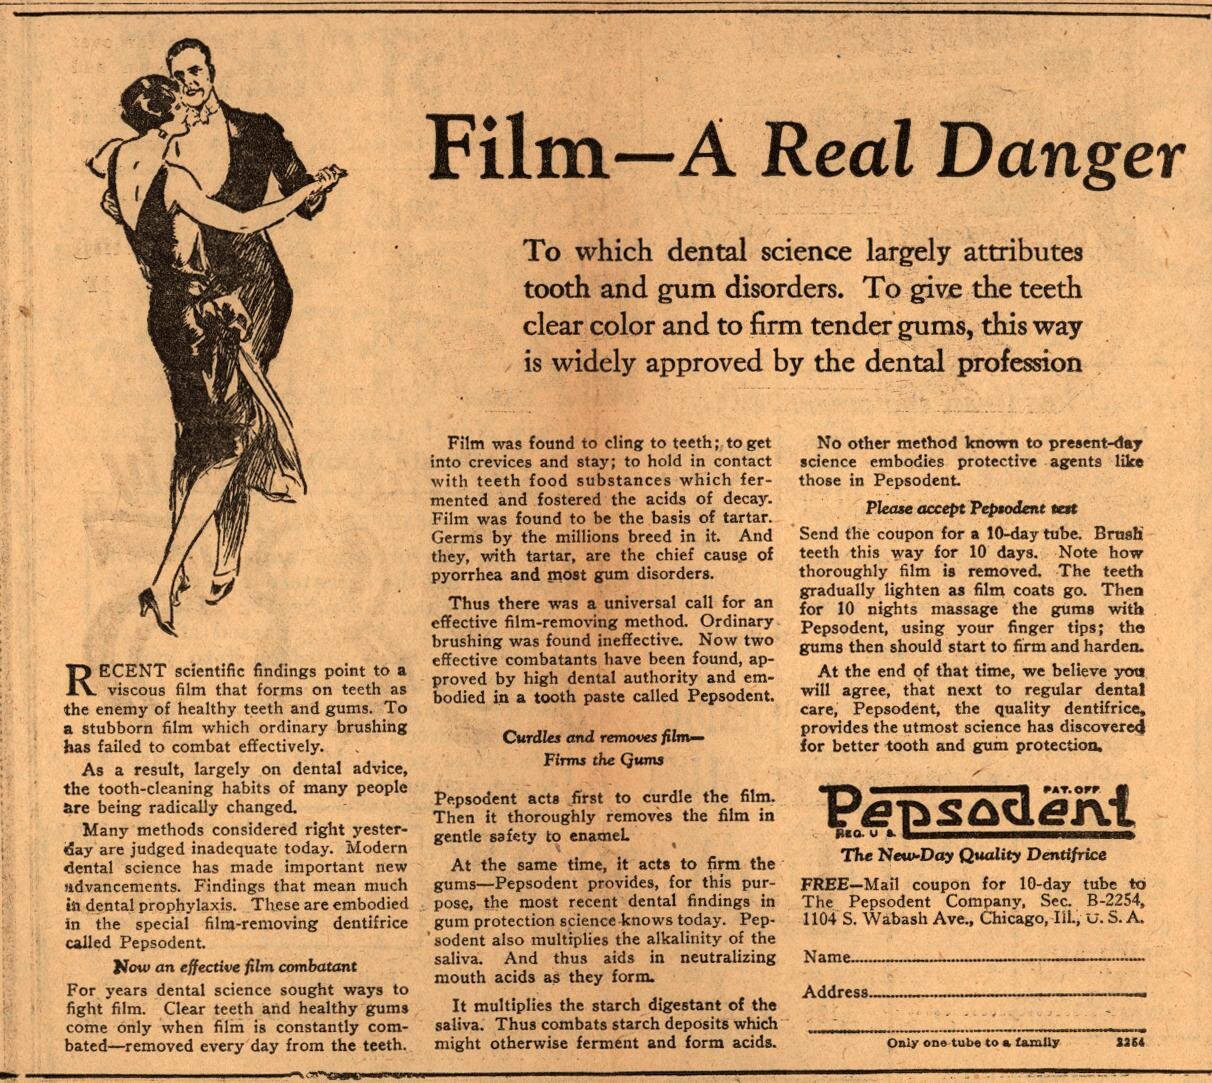 Film—A Real Danger
To which dental science largely attributes
tooth and gum disorders. To give the teeth
clear color and to firm tender gums, this way
is widely approved by the dental profession
RECENT scientific findings point to a
viscous film that forms on teeth as
the enemy of healthy teeth and gums. To
a stubborn film which ordinary brushing
has failed to combat effectively.
As a result, largely on dental advice,
the tooth-cleaning habits of many people
are being radically changed.
Many methods considered right yester-
day are judged inadequate today. Modern
dental science has made important new
advancements. Findings that mean much
in dental prophylaxis. These are embodied
in the special film-removing dentifrice
called Pepsodent.
Now an effective film combatant
For years dental science sought ways to
fight film. Clear teeth and healthy gums
come only when film is constantly com-
bated—removed every day from the teeth.
Film was found to cling to teeth; to get
into crevices and stay; to hold in contact
with teeth food substances which fer-
mented and fostered the acids of decay.
Film was found to be the basis of tartar.
Germs by the millions breed in it. And
they, with tartar, are the chief cause of
pyorrhea and most gum disorders.
Thus there was a universal call for an
effective film-removing method. Ordinary
brushing was found ineffective. Now two
effective combatants have been found, ap-
proved by high dental authority and em-
bodied in a tooth paste called Pepsodent.
Curdles and removes film—
Firms the Gums
Pepsodent acts first to curdle the film.
Then it thoroughly removes the film in
gentle safety to enamel.
At the same time, it acts to firm the
gums—Pepsodent provides, for this pur-
pose, the most recent dental findings in
gum protection science knows today. Pep-
sodent also multiplies the alkalinity of the
saliva. And thus aids in neutralizing
mouth acids as they form.
It multiplies the starch digestant of the
saliva. Thus combats starch deposits which
might otherwise ferment and form acids.
No other method known to present-day
science embodies protective agents like
those in Pepsodent.
Please accept Pepsodent test
Send the coupon for a 10-day tube. Brush
teeth this way for 10 days. Note how
thoroughly film is removed. The teeth
gradually lighten as film coats go. Then
for 10 nights massage the gums with
Pepsodent, using your finger tips; the
gums then should start to firm and harden.
At the end of that time, we believe you
will agree, that next to regular dental
care, Pepsodent, the quality dentifrice,
provides the utmost science has discovered
for better tooth and gum protection.
PAT. OFF.
Pepsodent
REG. U. S.
The New-Day Quality Dentifrice
FREE—Mail coupon for 10-day tube to
The Pepsodent Company, Sec. B-2254,
1104 S. Wabash Ave., Chicago, Ill., U. S. A.
Name
Address
Only one tube to a family 2254